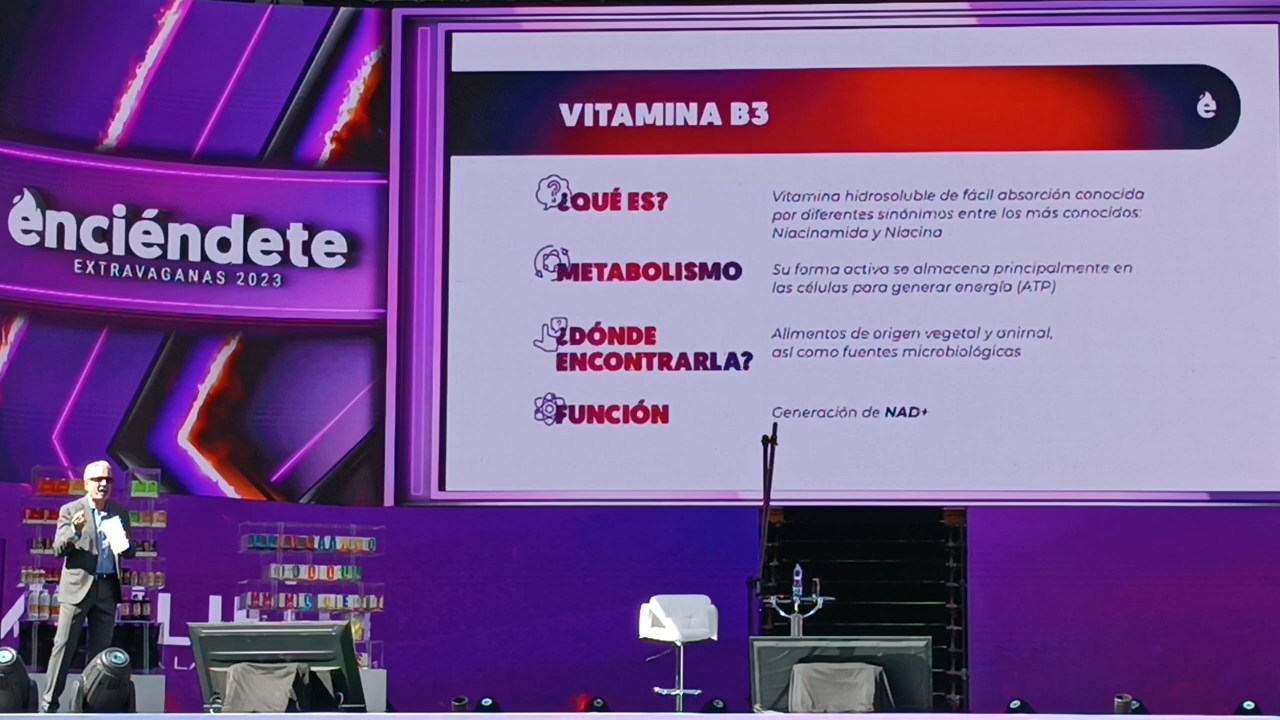 enciéndete
EXTRAVAGANAS 2023
VITAMINA B3
¿QUÉ ES?
Vitamina hidrosoluble de fácil absorción conocida
por diferentes sinónimos entre los más conocidos:
Niacinamida y Niacina
METABOLISMO
Su forma activa se almacena principalmente en
las células para generar energía (ATP)
¿DÓNDE
ENCONTRARLA?
Alimentos de origen vegetal y animal,
así como fuentes microbiológicas
FUNCIÓN
Generación de NAD+